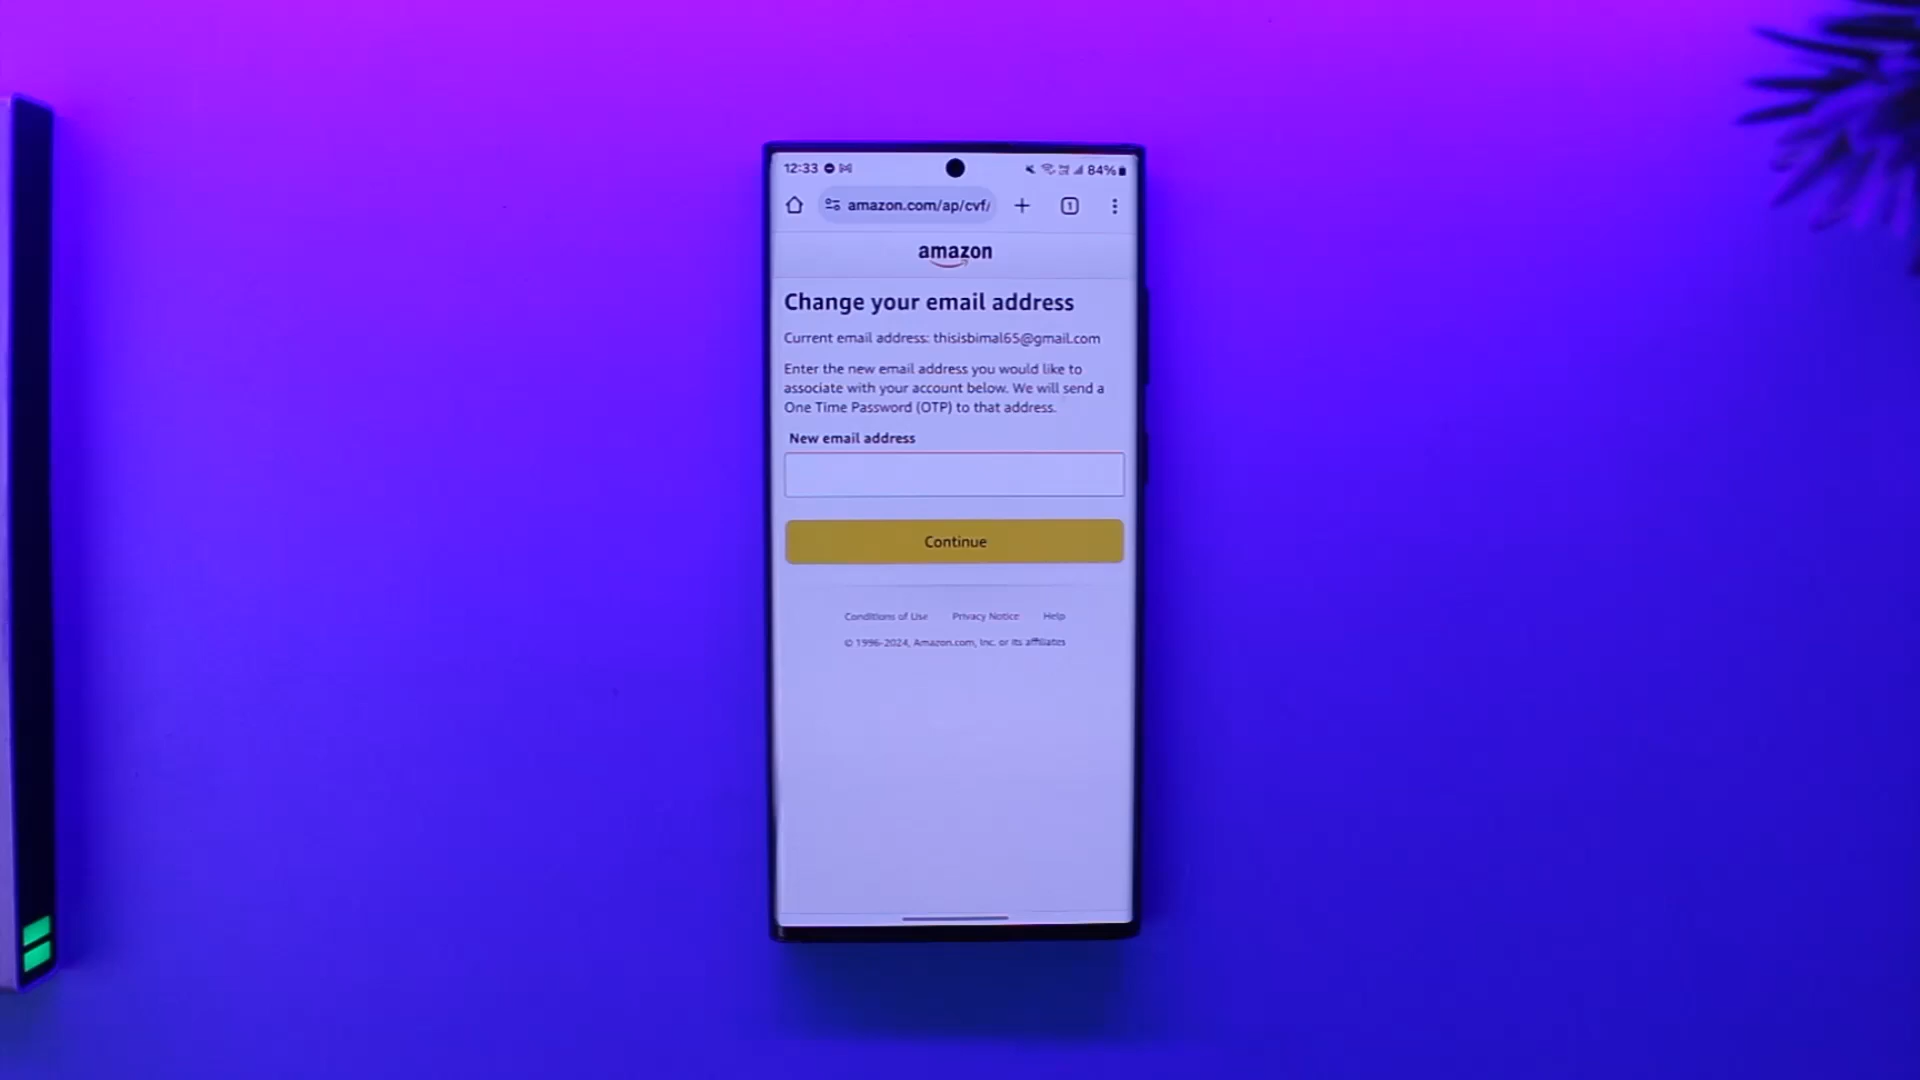 12:33 84%
amazon.com/ap/cvf/ 1
amazon
Change your email address
Current email address: thisisbimal65@gmail.com
Enter the new email address you would like to
associate with your account below. We will send a
One Time Password (OTP) to that address.
New email address
Continue
Conditions of Use Privacy Notice Help
© 1996-2024, Amazon.com, Inc. or its affiliates